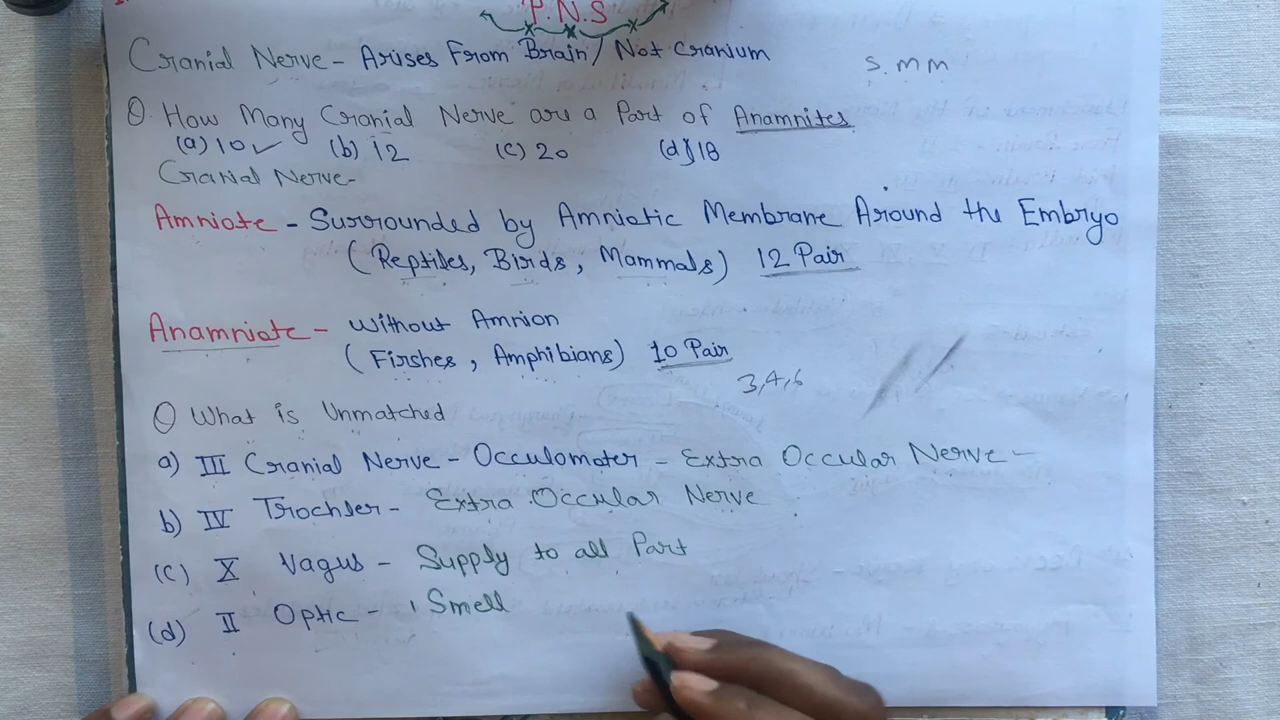 P.N.S
Cranial Nerve - Arises From Brain / Not Cranium
S. M M
Q. How Many Cranial Nerve are a Part of Anamnites
(a) 10 ✓ (b) 12 (c) 20 (d) 18
Cranial Nerve-
Amniote - Surrounded by Amniatic Membrane Around the Embryo
(Reptiles, Birds, Mammals) 12 Pair
Anamniate - Without Amnion
(Firshes, Amphibians) 10 Pair
3,4,6
Q What is Unmatched
a) III Cranial Nerve - Occulomoter - Extra Occular Nerve -
b) IV Trochler - Extra Occular Nerve
(c) X Vagus - Supply to all Part
(d) II Optic - Smell